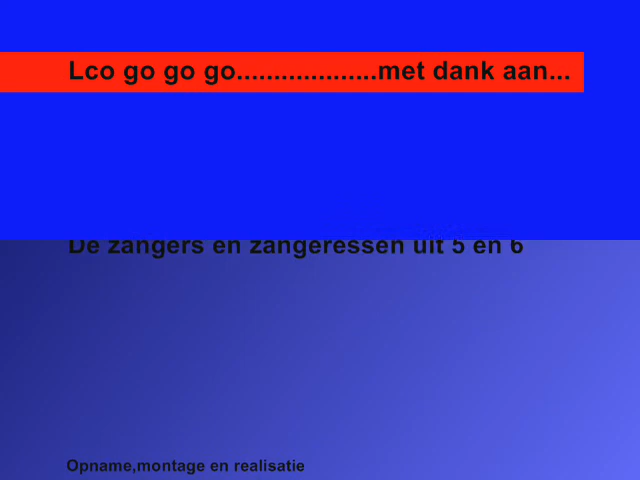 Lco go go go...................met dank aan...
De zangers en zangeressen uit 5 en 6
Opname,montage en realisatie